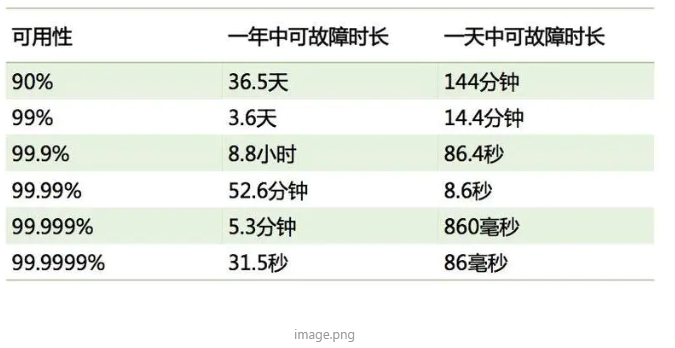 可用性 一年中可故障时长 一天中可故障时长
90% 36.5天 144分钟
99% 3.6天 14.4分钟
99.9% 8.8小时 86.4秒
99.99% 52.6分钟 8.6秒
99.999% 5.3分钟 860毫秒
99.9999% 31.5秒 86毫秒
image.png